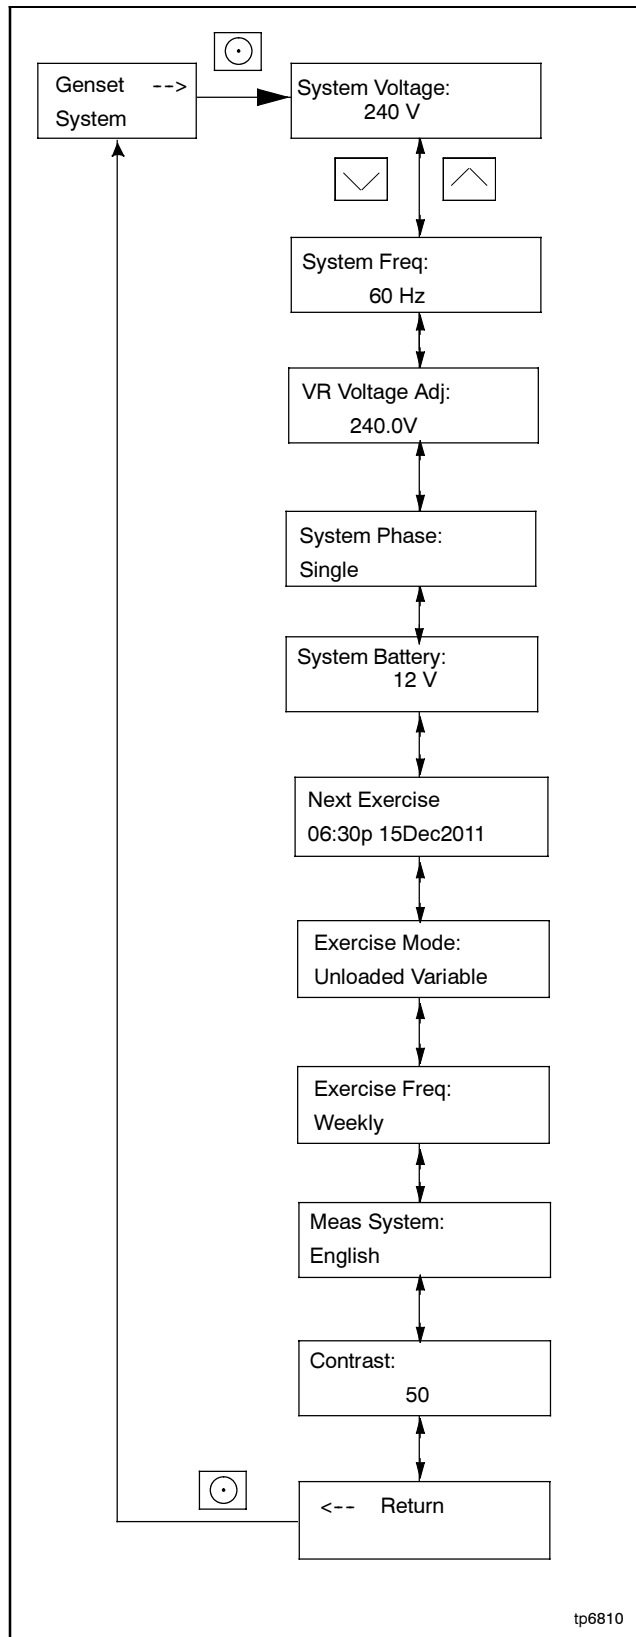 Genset -->
System
System Voltage:
240 V
System Freq:
60 Hz
VR Voltage Adj:
240.0V
System Phase:
Single
System Battery:
12 V
Next Exercise
06:30p 15Dec2011
Exercise Mode:
Unloaded Variable
Exercise Freq:
Weekly
Meas System:
English
Contrast:
50
<-- Return
tp6810